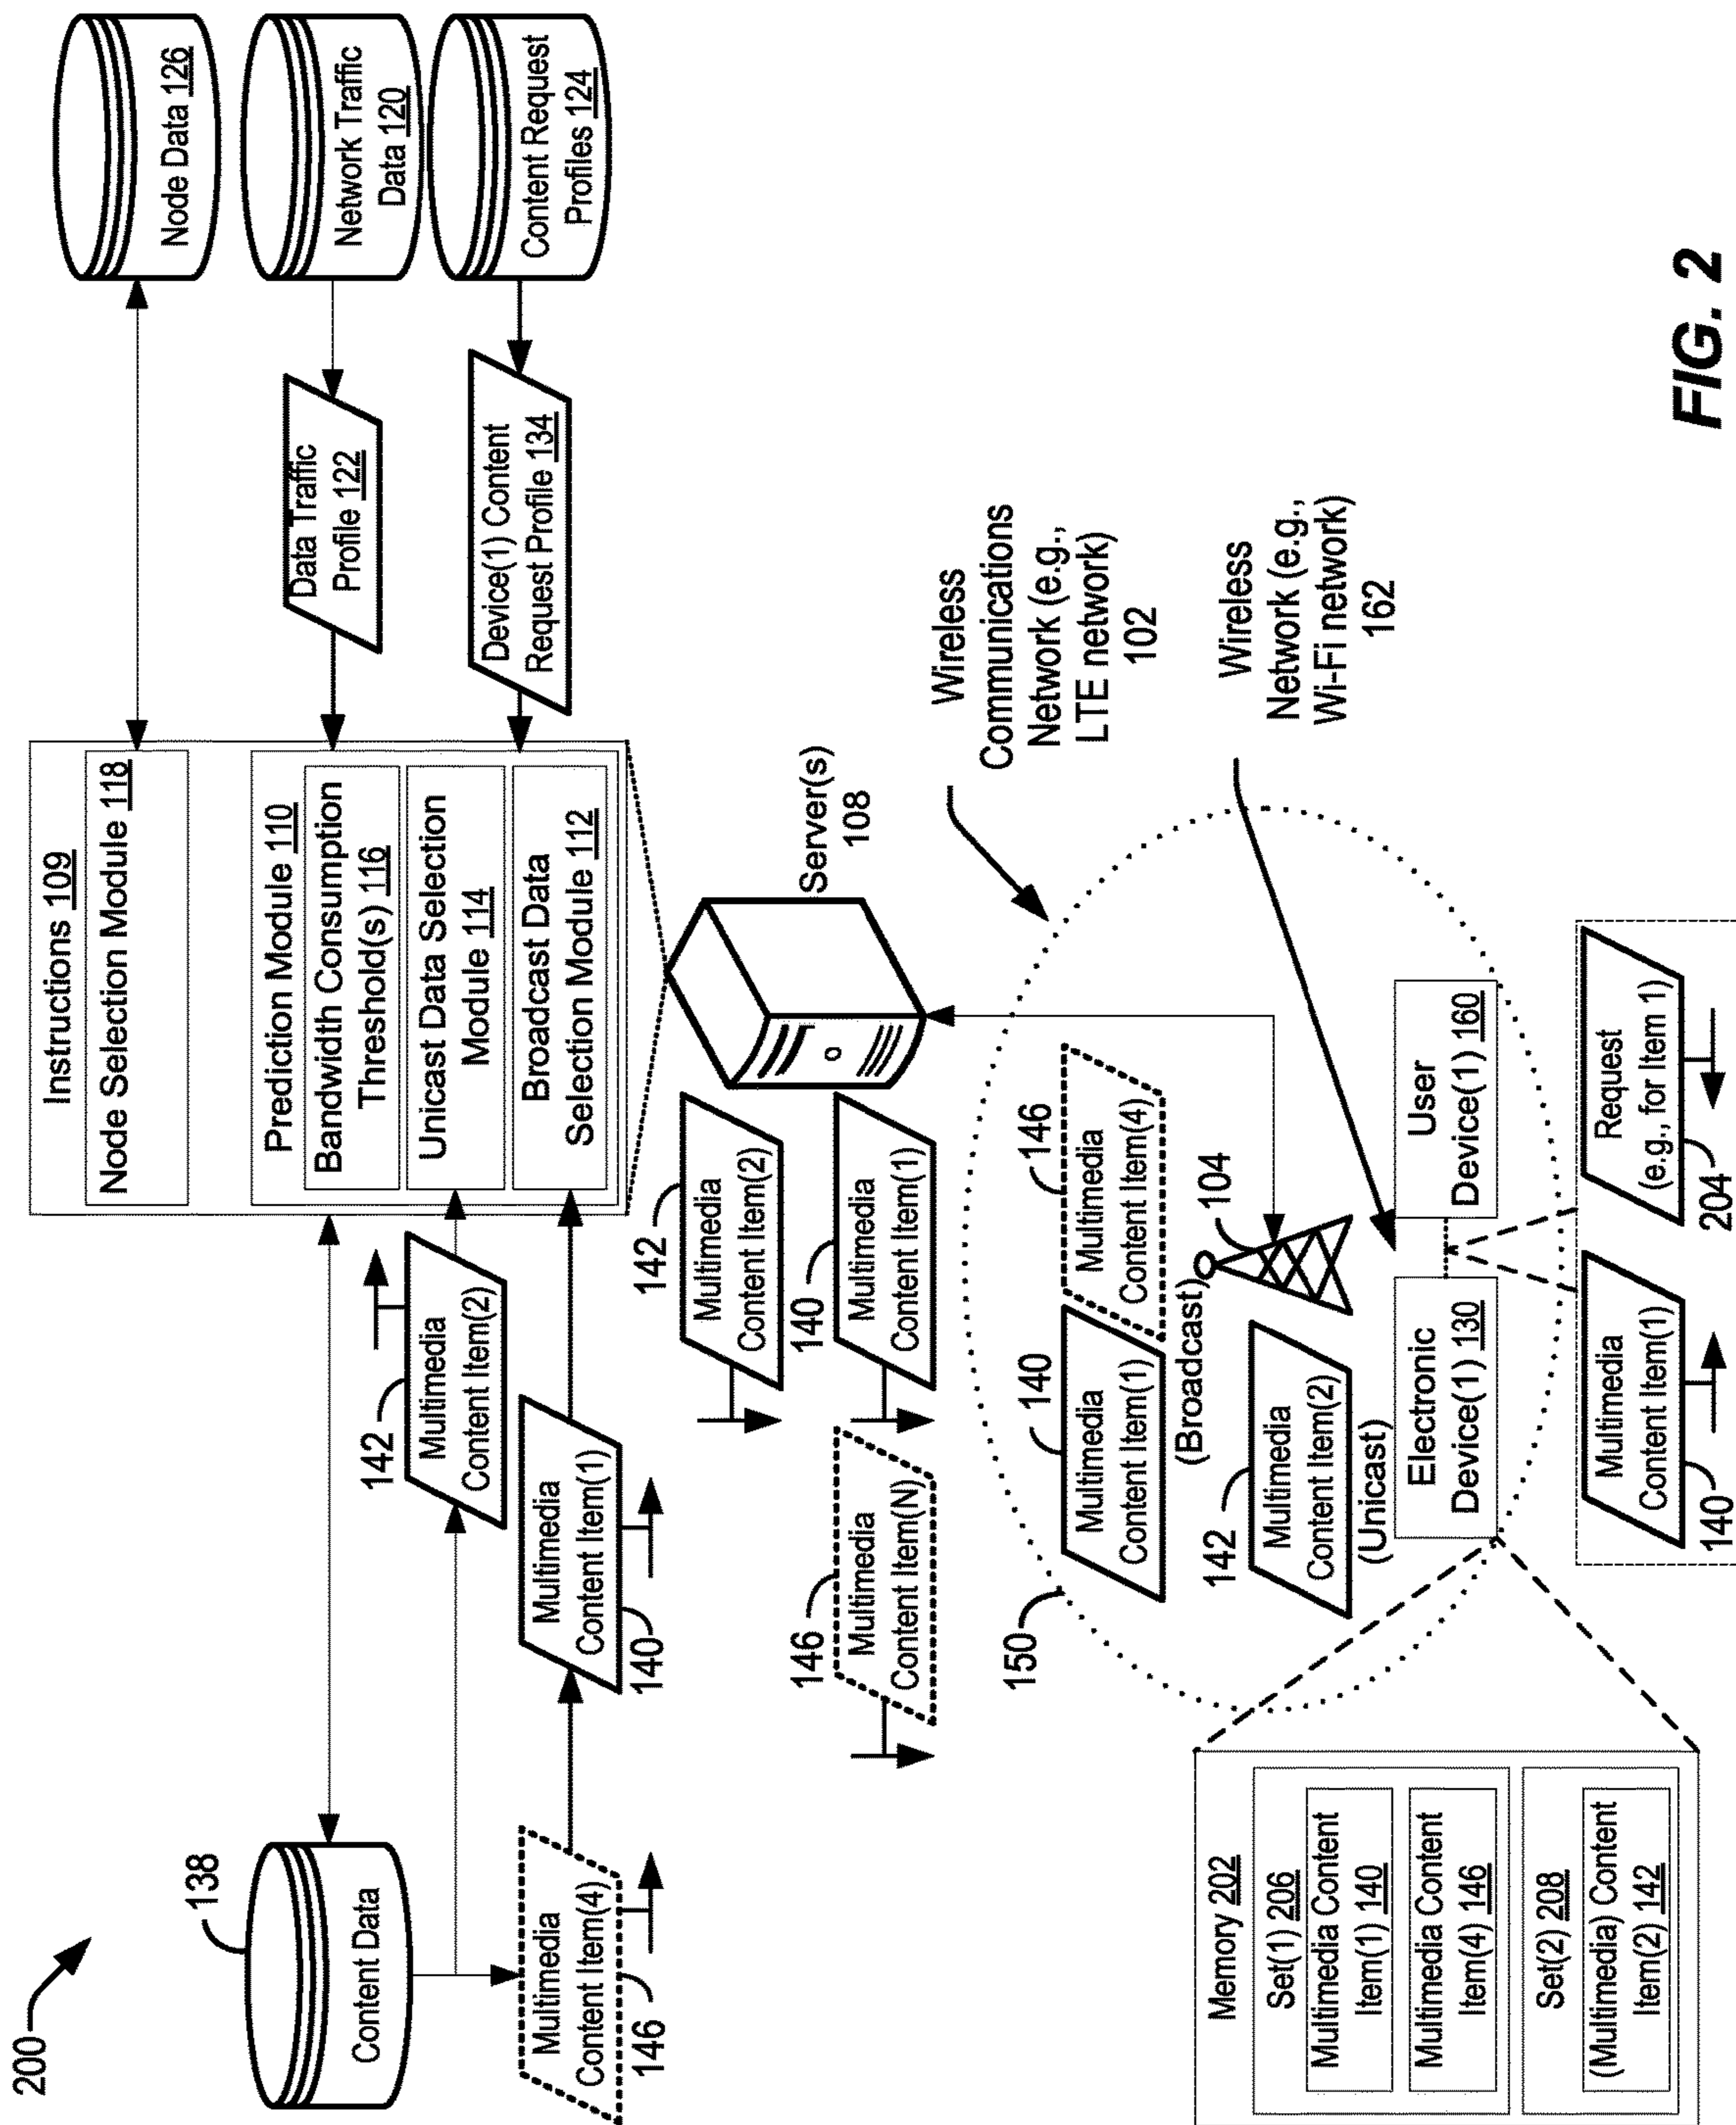 200
138
Content Data
Multimedia
Content Item(4)
146
142
Multimedia
Content Item(2)
Multimedia
Content Item(1)
140
Instructions 109
Node Selection Module 118
Prediction Module 110
Bandwidth Consumption
Threshold(s) 116
Unicast Data Selection
Module 114
Broadcast Data
Selection Module 112
Data Traffic
Profile 122
Device(1) Content
Request Profile 134
Node Data 126
Network Traffic
Data 120
Content Request
Profiles 124
142
Multimedia
Content Item(2)
140
Multimedia
Content Item(1)
146
Multimedia
Content Item(N)
Server(s)
108
Wireless
Communications
Network (e.g.,
LTE network)
102
Wireless
Network (e.g.,
Wi-Fi network)
162
150
140
Multimedia
Content Item(1)
146
Multimedia
Content Item(4)
(Broadcast)
104
142
Multimedia
Content Item(2)
(Unicast)
Electronic
Device(1) 130
User
Device(1) 160
Memory 202
Set(1) 206
Multimedia Content
Item(1) 140
Multimedia Content
Item(4) 146
Set(2) 208
(Multimedia) Content
Item(2) 142
Multimedia
Content Item(1)
140
Request
(e.g., for Item 1)
204
FIG. 2